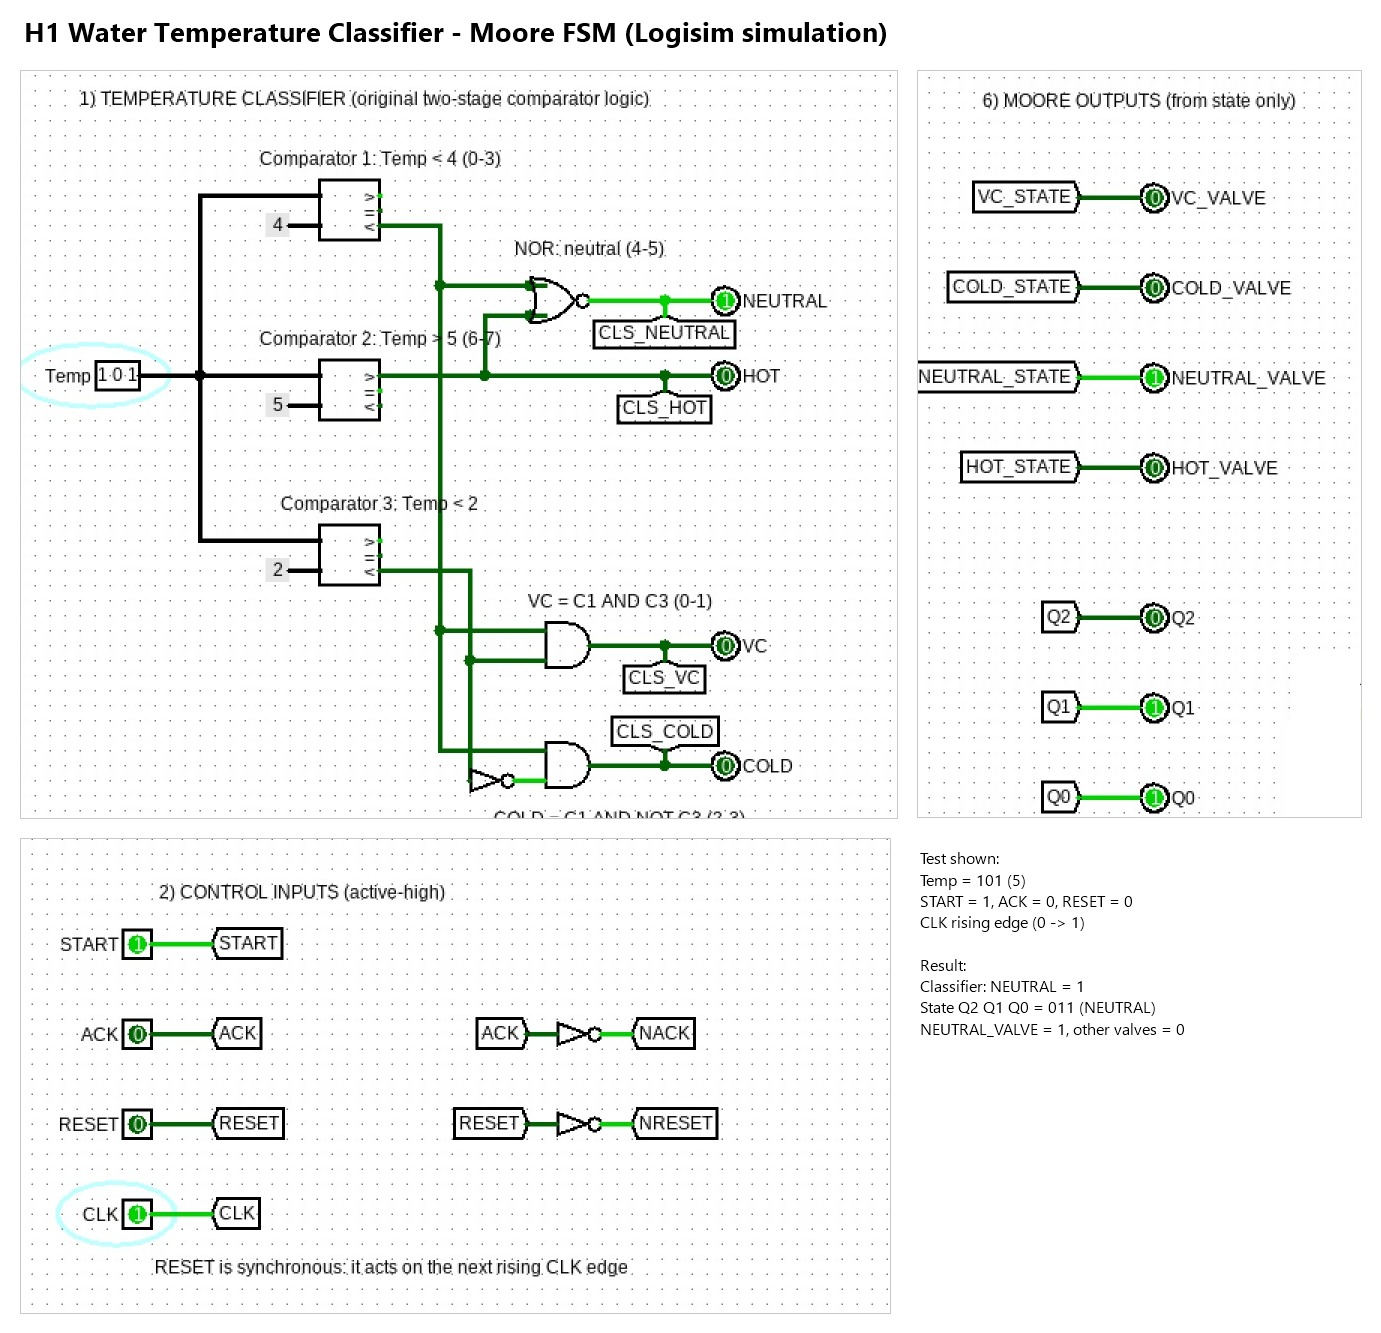 H1 Water Temperature Classifier - Moore FSM (Logisim simulation)
1) TEMPERATURE CLASSIFIER (original two-stage comparator logic)
Comparator 1: Temp < 4 (0-3)
>
=
<
4
NOR: neutral (4-5)
1 NEUTRAL
CLS_NEUTRAL
Comparator 2: Temp > 5 (6-7)
Temp 1 0 1
>
=
<
5
0 HOT
CLS_HOT
Comparator 3: Temp < 2
>
=
<
2
VC = C1 AND C3 (0-1)
0 VC
CLS_VC
CLS_COLD
0 COLD
COLD = C1 AND NOT C3 (2-3)
6) MOORE OUTPUTS (from state only)
VC_STATE 0 VC_VALVE
COLD_STATE 0 COLD_VALVE
NEUTRAL_STATE 1 NEUTRAL_VALVE
HOT_STATE 0 HOT_VALVE
Q2 0 Q2
Q1 1 Q1
Q0 1 Q0
2) CONTROL INPUTS (active-high)
START 1 START
ACK 0 ACK ACK NACK
RESET 0 RESET RESET NRESET
CLK 1 CLK
RESET is synchronous: it acts on the next rising CLK edge
Test shown:
Temp = 101 (5)
START = 1, ACK = 0, RESET = 0
CLK rising edge (0 -> 1)
Result:
Classifier: NEUTRAL = 1
State Q2 Q1 Q0 = 011 (NEUTRAL)
NEUTRAL_VALVE = 1, other valves = 0